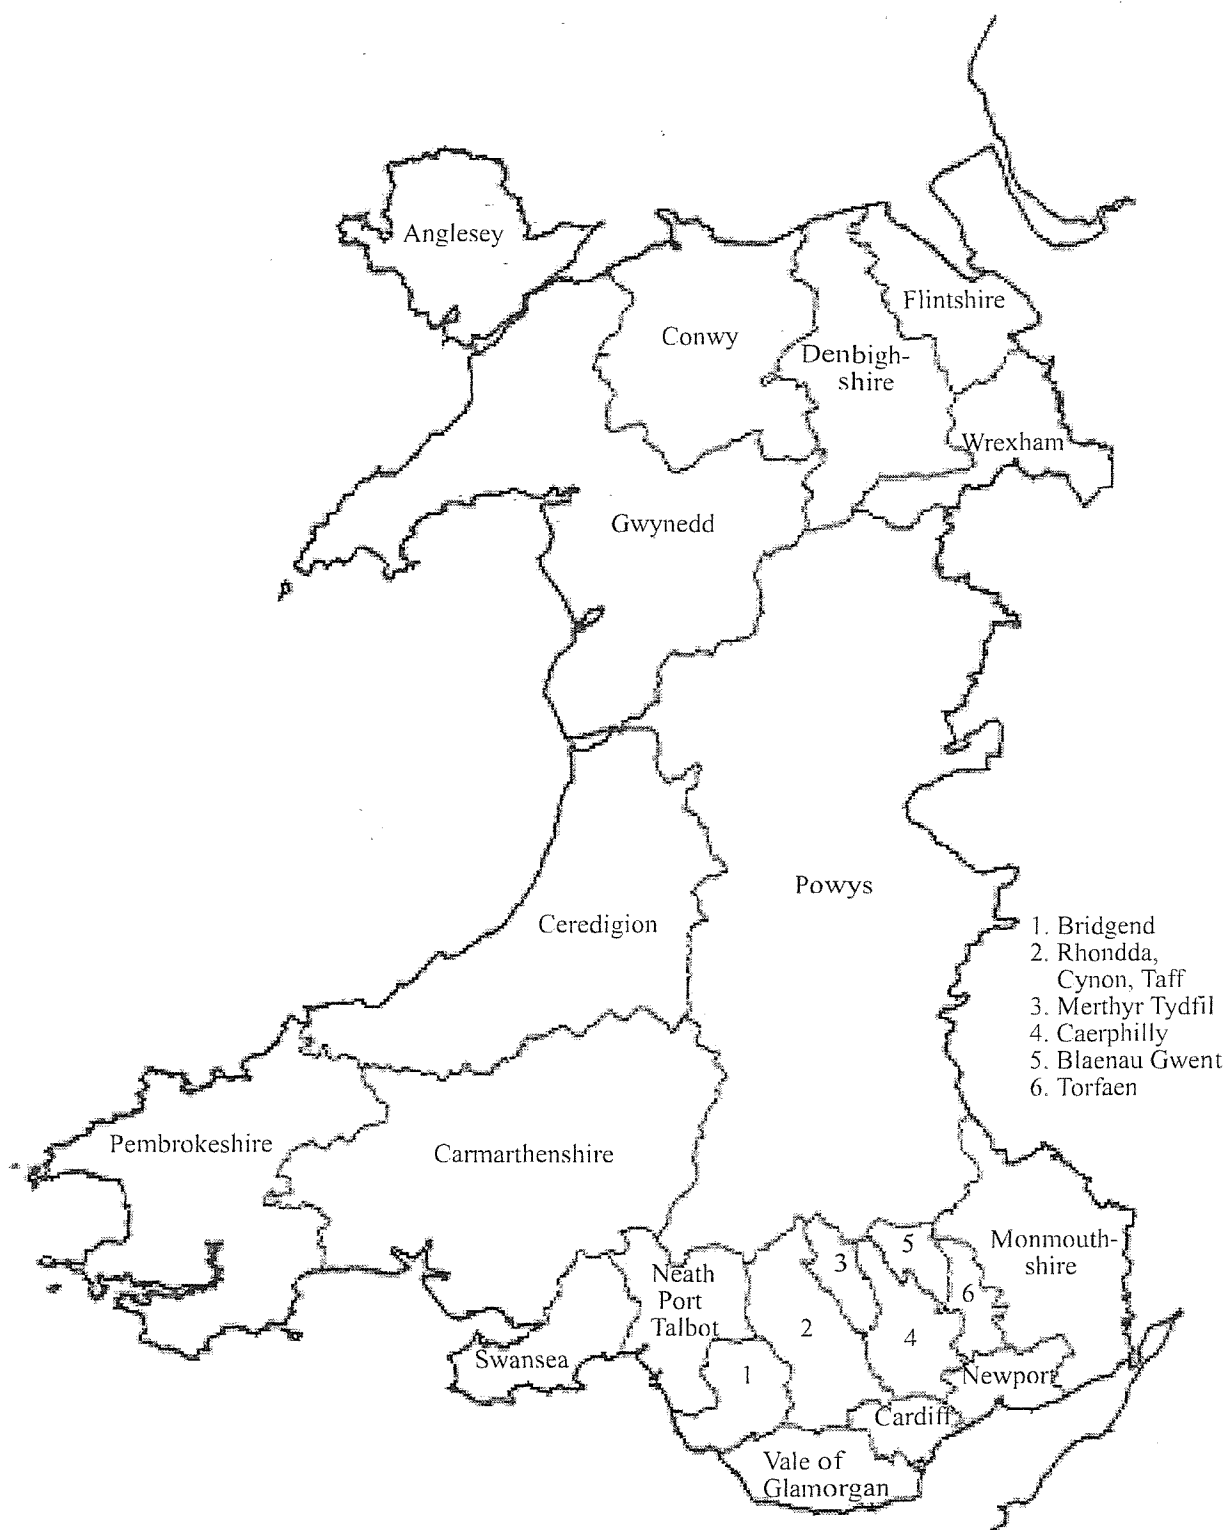 Anglesey
Flintshire
Conwy
Denbigh-
shire
Wrexham
Gwynedd
Powys
Ceredigion
1. Bridgend
2. Rhondda,
Cynon, Taff
3. Merthyr Tydfil
4. Caerphilly
5. Blaenau Gwent
6. Torfaen
Pembrokeshire
Carmarthenshire
Monmouth-
shire
5
3
Neath
Port
Talbot
6
2
4
Swansea
1
Newport
Cardiff
Vale of
Glamorgan